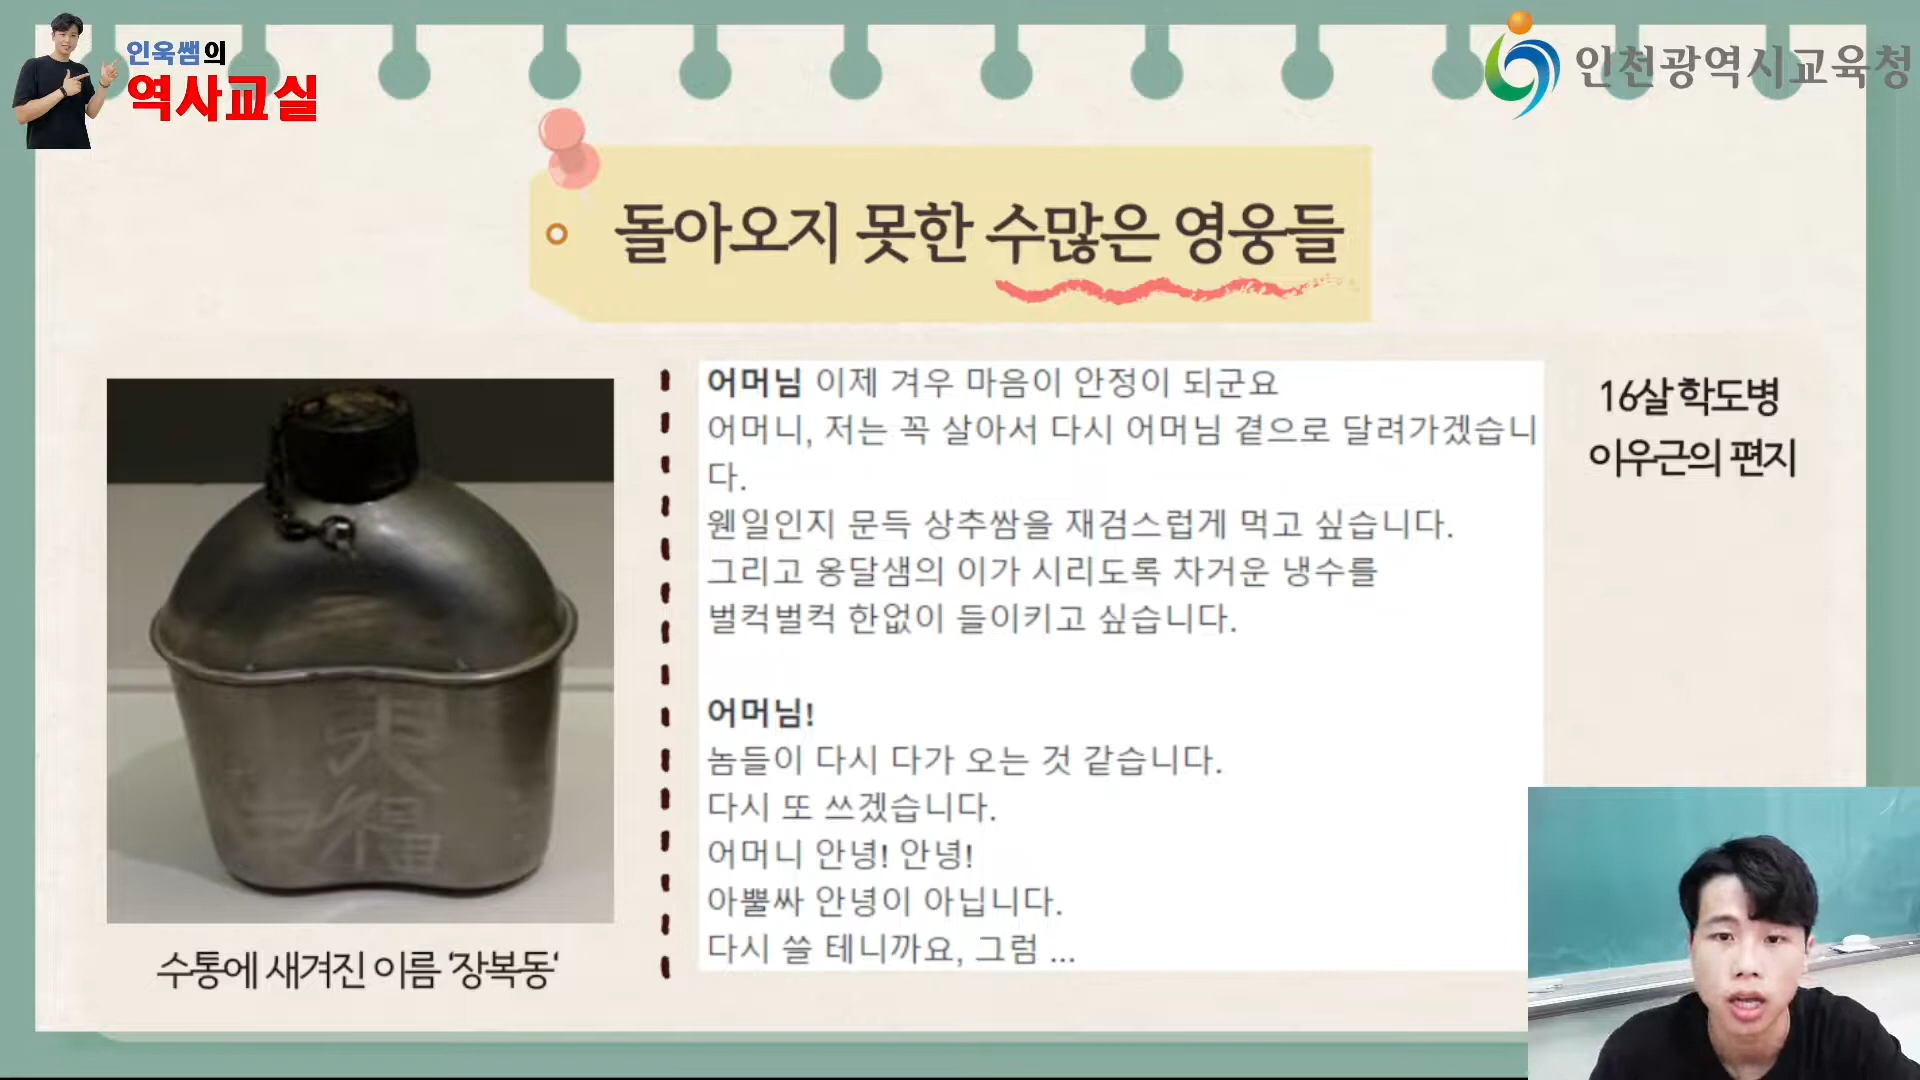 인욱쌤의
역사교실
인천광역시교육청
돌아오지 못한 수많은 영웅들
어머님 이제 겨우 마음이 안정이 되군요
어머니, 저는 꼭 살아서 다시 어머님 곁으로 달려가겠습니
다.
웬일인지 문득 상추쌈을 재검스럽게 먹고 싶습니다.
그리고 옹달샘의 이가 시리도록 차거운 냉수를
벌컥벌컥 한없이 들이키고 싶습니다.
어머님!
놈들이 다시 다가 오는 것 같습니다.
다시 또 쓰겠습니다.
어머니 안녕! 안녕!
아뿔싸 안녕이 아닙니다.
다시 쓸 테니까요, 그럼 ...
16살 학도병
이우근의 편지
수통에 새겨진 이름 '장복동'